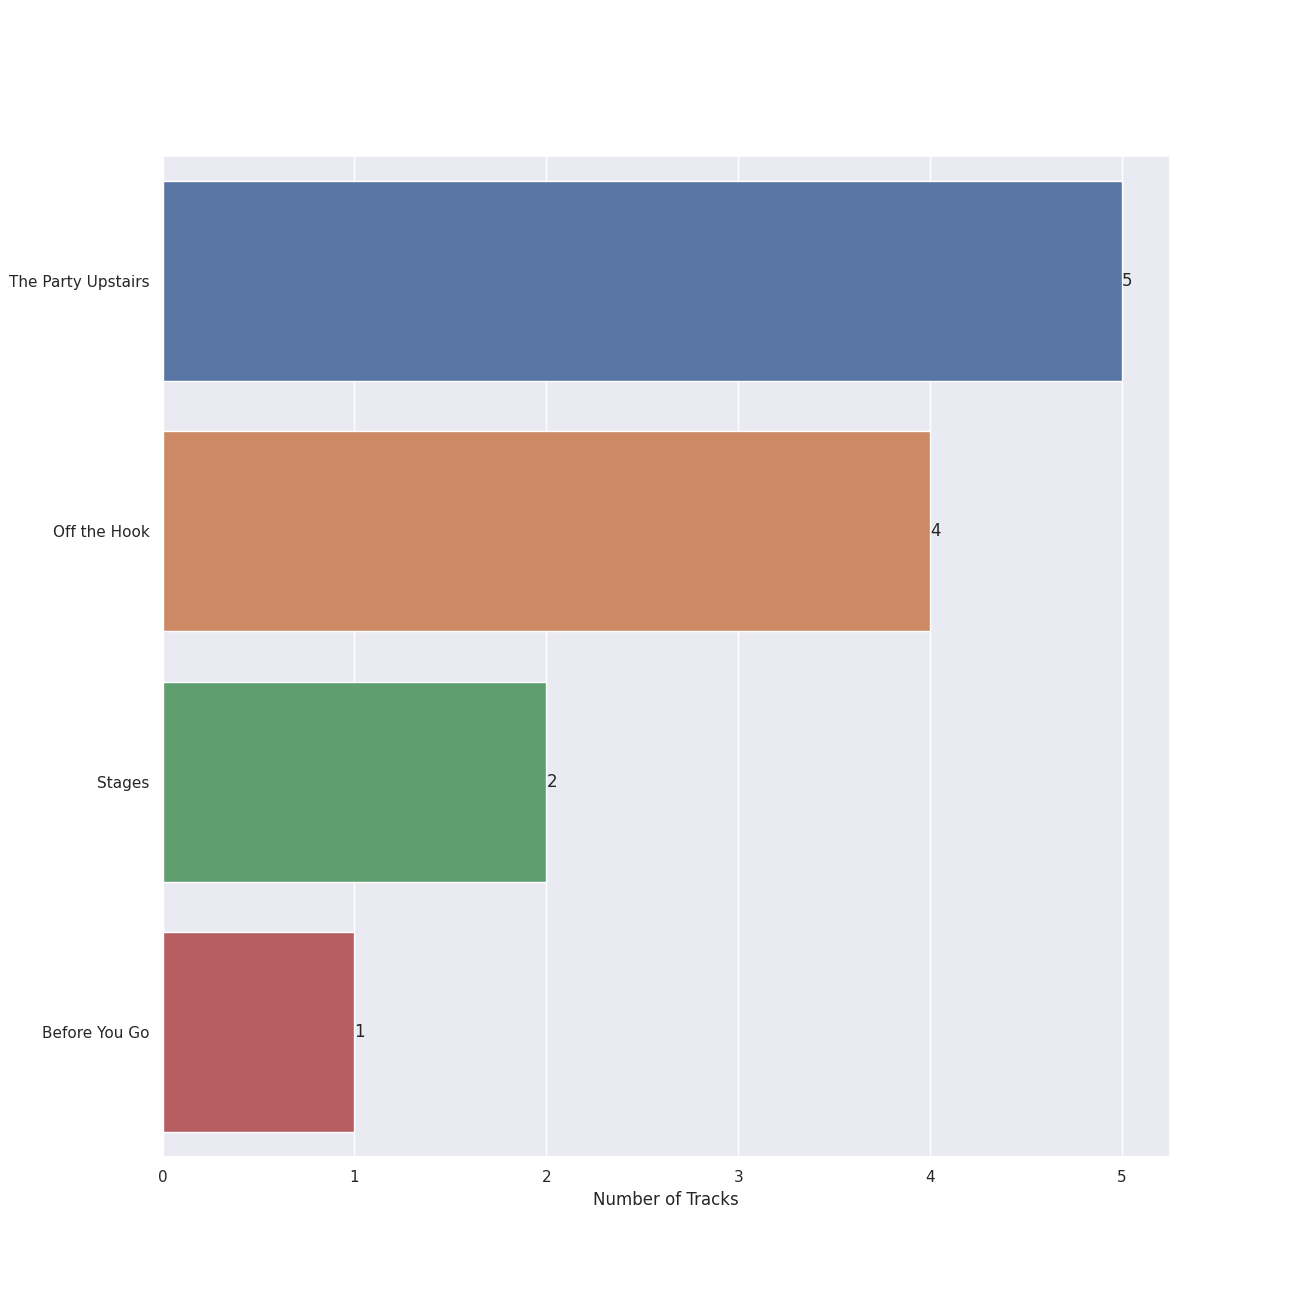 The Party Upstairs
5
Off the Hook
4
Stages
2
Before You Go
1
0 1 2 3 4 5
Number of Tracks